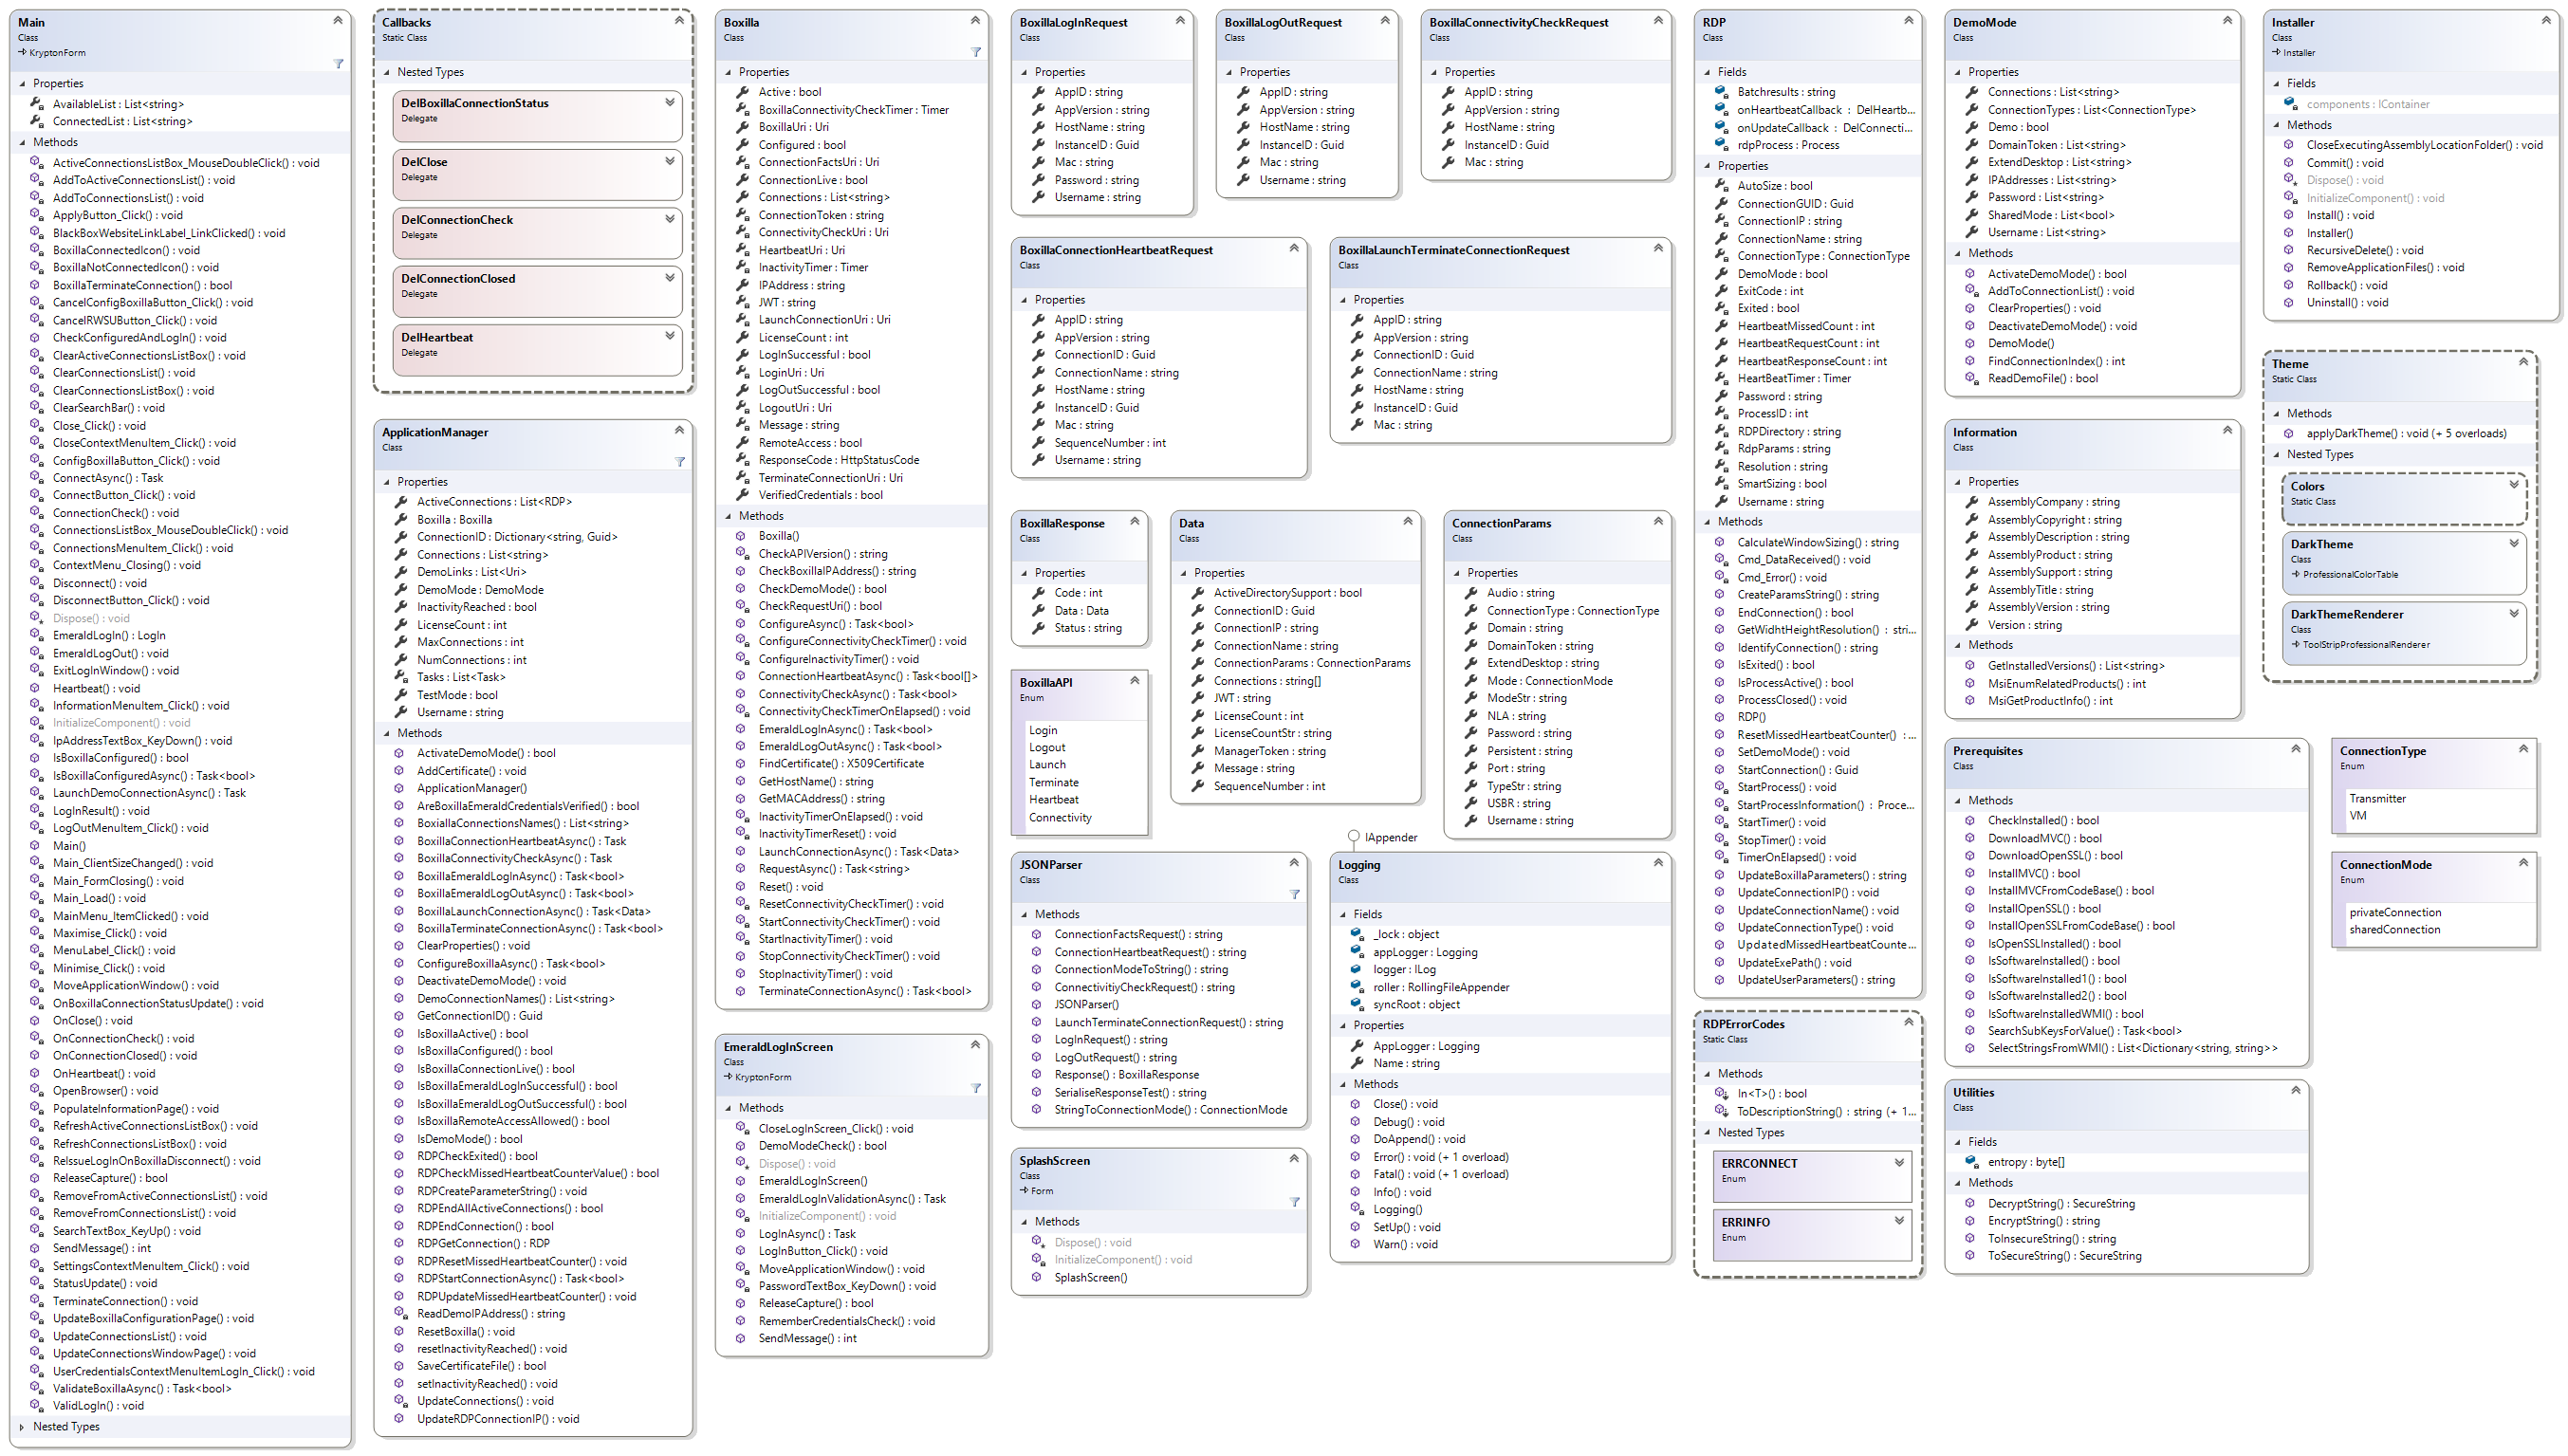 Main
Class
KryptonForm
Properties
AvailableList : List<string>
ConnectedList : List<string>
Methods
ActiveConnectionsListBox_MouseDoubleClick() : void
AddToActiveConnectionsList() : void
AddToConnectionsList() : void
ApplyButton_Click() : void
BlackBoxWebsiteLinkLabel_LinkClicked() : void
BoxillaConnectedIcon() : void
BoxillaNotConnectedIcon() : void
BoxillaTerminateConnection() : bool
CancelConfigBoxillaButton_Click() : void
CancelRWSUButton_Click() : void
CheckConfiguredAndLogIn() : void
ClearActiveConnectionsListBox() : void
ClearConnectionsList() : void
ClearConnectionsListBox() : void
ClearSearchBar() : void
Close_Click() : void
CloseContextMenuItem_Click() : void
ConfigBoxillaButton_Click() : void
ConnectAsync() : Task
ConnectButton_Click() : void
ConnectionCheck() : void
ConnectionsListBox_MouseDoubleClick() : void
ConnectionsMenuItem_Click() : void
ContextMenu_Closing() : void
Disconnect() : void
DisconnectButton_Click() : void
Dispose() : void
EmeraldLogIn() : LogIn
EmeraldLogOut() : void
ExitLogInWindow() : void
Heartbeat() : void
InformationMenuItem_Click() : void
InitializeComponent() : void
IpAddressTextBox_KeyDown() : void
IsBoxillaConfigured() : bool
IsBoxillaConfiguredAsync() : Task<bool>
LaunchDemoConnectionAsync() : Task
LogInResult() : void
LogOutMenuItem_Click() : void
Main()
Main_ClientSizeChanged() : void
Main_FormClosing() : void
Main_Load() : void
MainMenu_ItemClicked() : void
Maximise_Click() : void
MenuLabel_Click() : void
Minimise_Click() : void
MoveApplicationWindow() : void
OnBoxillaConnectionStatusUpdate() : void
OnClose() : void
OnConnectionCheck() : void
OnConnectionClosed() : void
OnHeartbeat() : void
OpenBrowser() : void
PopulateInformationPage() : void
RefreshActiveConnectionsListBox() : void
RefreshConnectionsListBox() : void
ReIssueLogInOnBoxillaDisconnect() : void
ReleaseCapture() : bool
RemoveFromActiveConnectionsList() : void
RemoveFromConnectionsList() : void
SearchTextBox_KeyUp() : void
SendMessage() : int
SettingsContextMenuItem_Click() : void
StatusUpdate() : void
TerminateConnection() : void
UpdateBoxillaConfigurationPage() : void
UpdateConnectionsList() : void
UpdateConnectionsWindowPage() : void
UserCredentialsContextMenuItemLogIn_Click() : void
ValidateBoxillaAsync() : Task<bool>
ValidLogIn() : void
Nested Types
Callbacks
Static Class
Nested Types
DelBoxillaConnectionStatus
Delegate
DelClose
Delegate
DelConnectionCheck
Delegate
DelConnectionClosed
Delegate
DelHeartbeat
Delegate
ApplicationManager
Class
Properties
ActiveConnections : List<RDP>
Boxilla : Boxilla
ConnectionID : Dictionary<string, Guid>
Connections : List<string>
DemoLinks : List<Uri>
DemoMode : DemoMode
InactivityReached : bool
LicenseCount : int
MaxConnections : int
NumConnections : int
Tasks : List<Task>
TestMode : bool
Username : string
Methods
ActivateDemoMode() : bool
AddCertificate() : void
ApplicationManager()
AreBoxillaEmeraldCredentialsVerified() : bool
BoxiallaConnectionsNames() : List<string>
BoxillaConnectionHeartbeatAsync() : Task
BoxillaConnectivityCheckAsync() : Task
BoxillaEmeraldLogInAsync() : Task<bool>
BoxillaEmeraldLogOutAsync() : Task<bool>
BoxillaLaunchConnectionAsync() : Task<Data>
BoxillaTerminateConnectionAsync() : Task<bool>
ClearProperties() : void
ConfigureBoxillaAsync() : Task<bool>
DeactivateDemoMode() : void
DemoConnectionNames() : List<string>
GetConnectionID() : Guid
IsBoxillaActive() : bool
IsBoxillaConfigured() : bool
IsBoxillaConnectionLive() : bool
IsBoxillaEmeraldLogInSuccessful() : bool
IsBoxillaEmeraldLogOutSuccessful() : bool
IsBoxillaRemoteAccessAllowed() : bool
IsDemoMode() : bool
RDPCheckExited() : bool
RDPCheckMissedHeartbeatCounterValue() : bool
RDPCreateParameterString() : void
RDPEndAllActiveConnections() : bool
RDPEndConnection() : bool
RDPGetConnection() : RDP
RDPResetMissedHeartbeatCounter() : void
RDPStartConnectionAsync() : Task<bool>
RDPUpdateMissedHeartbeatCounter() : void
ReadDemoIPAddress() : string
ResetBoxilla() : void
resetInactivityReached() : void
SaveCertificateFile() : bool
setInactivityReached() : void
UpdateConnections() : void
UpdateRDPConnectionIP() : void
Boxilla
Class
Properties
Active : bool
BoxillaConnectivityCheckTimer : Timer
BoxillaUri : Uri
Configured : bool
ConnectionFactsUri : Uri
ConnectionLive : bool
Connections : List<string>
ConnectionToken : string
ConnectivityCheckUri : Uri
HeartbeatUri : Uri
InactivityTimer : Timer
IPAddress : string
JWT : string
LaunchConnectionUri : Uri
LicenseCount : int
LogInSuccessful : bool
LoginUri : Uri
LogOutSuccessful : bool
LogoutUri : Uri
Message : string
RemoteAccess : bool
ResponseCode : HttpStatusCode
TerminateConnectionUri : Uri
VerifiedCredentials : bool
Methods
Boxilla()
CheckAPIVersion() : string
CheckBoxillaIPAddress() : string
CheckDemoMode() : bool
CheckRequestUri() : bool
ConfigureAsync() : Task<bool>
ConfigureConnectivityCheckTimer() : void
ConfigureInactivityTimer() : void
ConnectionHeartbeatAsync() : Task<bool[]>
ConnectivityCheckAsync() : Task<bool>
ConnectivityCheckTimerOnElapsed() : void
EmeraldLogInAsync() : Task<bool>
EmeraldLogOutAsync() : Task<bool>
FindCertificate() : X509Certificate
GetHostName() : string
GetMACAddress() : string
InactivityTimerOnElapsed() : void
InactivityTimerReset() : void
LaunchConnectionAsync() : Task<Data>
RequestAsync() : Task<string>
Reset() : void
ResetConnectivityCheckTimer() : void
StartConnectivityCheckTimer() : void
StartInactivityTimer() : void
StopConnectivityCheckTimer() : void
StopInactivityTimer() : void
TerminateConnectionAsync() : Task<bool>
EmeraldLogInScreen
Class
KryptonForm
Methods
CloseLogInScreen_Click() : void
DemoModeCheck() : bool
Dispose() : void
EmeraldLogInScreen()
EmeraldLogInValidationAsync() : Task
InitializeComponent() : void
LogInAsync() : Task
LogInButton_Click() : void
MoveApplicationWindow() : void
PasswordTextBox_KeyDown() : void
ReleaseCapture() : bool
RememberCredentialsCheck() : void
SendMessage() : int
BoxillaLogInRequest
Class
Properties
AppID : string
AppVersion : string
HostName : string
InstanceID : Guid
Mac : string
Password : string
Username : string
BoxillaLogOutRequest
Class
Properties
AppID : string
AppVersion : string
HostName : string
InstanceID : Guid
Mac : string
Username : string
BoxillaConnectivityCheckRequest
Class
Properties
AppID : string
AppVersion : string
HostName : string
InstanceID : Guid
Mac : string
BoxillaConnectionHeartbeatRequest
Class
Properties
AppID : string
AppVersion : string
ConnectionID : Guid
ConnectionName : string
HostName : string
InstanceID : Guid
Mac : string
SequenceNumber : int
Username : string
BoxillaLaunchTerminateConnectionRequest
Class
Properties
AppID : string
AppVersion : string
ConnectionID : Guid
ConnectionName : string
HostName : string
InstanceID : Guid
Mac : string
BoxillaResponse
Class
Properties
Code : int
Data : Data
Status : string
Data
Class
Properties
ActiveDirectorySupport : bool
ConnectionID : Guid
ConnectionIP : string
ConnectionName : string
ConnectionParams : ConnectionParams
Connections : string[]
JWT : string
LicenseCount : int
LicenseCountStr : string
ManagerToken : string
Message : string
SequenceNumber : int
ConnectionParams
Class
Properties
Audio : string
ConnectionType : ConnectionType
Domain : string
DomainToken : string
ExtendDesktop : string
Mode : ConnectionMode
ModeStr : string
NLA : string
Password : string
Persistent : string
Port : string
TypeStr : string
USBR : string
Username : string
BoxillaAPI
Enum
Login
Logout
Launch
Terminate
Heartbeat
Connectivity
JSONParser
Class
Methods
ConnectionFactsRequest() : string
ConnectionHeartbeatRequest() : string
ConnectionModeToString() : string
ConnectivitiyCheckRequest() : string
JSONParser()
LaunchTerminateConnectionRequest() : string
LogInRequest() : string
LogOutRequest() : string
Response() : BoxillaResponse
SerialiseResponseTest() : string
StringToConnectionMode() : ConnectionMode
SplashScreen
Class
Form
Methods
Dispose() : void
InitializeComponent() : void
SplashScreen()
IAppender
Logging
Class
Fields
_lock : object
appLogger : Logging
logger : ILog
roller : RollingFileAppender
syncRoot : object
Properties
AppLogger : Logging
Name : string
Methods
Close() : void
Debug() : void
DoAppend() : void
Error() : void (+ 1 overload)
Fatal() : void (+ 1 overload)
Info() : void
Logging()
SetUp() : void
Warn() : void
RDP
Class
Fields
Batchresults : string
onHeartbeatCallback : DelHeartb...
onUpdateCallback : DelConnecti...
rdpProcess : Process
Properties
AutoSize : bool
ConnectionGUID : Guid
ConnectionIP : string
ConnectionName : string
ConnectionType : ConnectionType
DemoMode : bool
ExitCode : int
Exited : bool
HeartbeatMissedCount : int
HeartbeatRequestCount : int
HeartbeatResponseCount : int
HeartBeatTimer : Timer
Password : string
ProcessID : int
RDPDirectory : string
RdpParams : string
Resolution : string
SmartSizing : bool
Username : string
Methods
CalculateWindowSizing() : string
Cmd_DataReceived() : void
Cmd_Error() : void
CreateParamsString() : string
EndConnection() : bool
GetWidhtHeightResolution() : stri...
IdentifyConnection() : string
IsExited() : bool
IsProcessActive() : bool
ProcessClosed() : void
RDP()
ResetMissedHeartbeatCounter() : ...
SetDemoMode() : void
StartConnection() : Guid
StartProcess() : void
StartProcessInformation() : Proce...
StartTimer() : void
StopTimer() : void
TimerOnElapsed() : void
UpdateBoxillaParameters() : string
UpdateConnectionIP() : void
UpdateConnectionName() : void
UpdateConnectionType() : void
UpdatedMissedHeartbeatCounte...
UpdateExePath() : void
UpdateUserParameters() : string
RDPErrorCodes
Static Class
Methods
In<T>() : bool
ToDescriptionString() : string (+ 1...
Nested Types
ERRCONNECT
Enum
ERRINFO
Enum
DemoMode
Class
Properties
Connections : List<string>
ConnectionTypes : List<ConnectionType>
Demo : bool
DomainToken : List<string>
ExtendDesktop : List<string>
IPAddresses : List<string>
Password : List<string>
SharedMode : List<bool>
Username : List<string>
Methods
ActivateDemoMode() : bool
AddToConnectionList() : void
ClearProperties() : void
DeactivateDemoMode() : void
DemoMode()
FindConnectionIndex() : int
ReadDemoFile() : bool
Information
Class
Properties
AssemblyCompany : string
AssemblyCopyright : string
AssemblyDescription : string
AssemblyProduct : string
AssemblySupport : string
AssemblyTitle : string
AssemblyVersion : string
Version : string
Methods
GetInstalledVersions() : List<string>
MsiEnumRelatedProducts() : int
MsiGetProductInfo() : int
Prerequisites
Class
Methods
CheckInstalled() : bool
DownloadMVC() : bool
DownloadOpenSSL() : bool
InstallMVC() : bool
InstallMVCFromCodeBase() : bool
InstallOpenSSL() : bool
InstallOpenSSLFromCodeBase() : bool
IsOpenSSLInstalled() : bool
IsSoftwareInstalled() : bool
IsSoftwareInstalled1() : bool
IsSoftwareInstalled2() : bool
IsSoftwareInstalledWMI() : bool
SearchSubKeysForValue() : Task<bool>
SelectStringsFromWMI() : List<Dictionary<string, string>>
Utilities
Class
Fields
entropy : byte[]
Methods
DecryptString() : SecureString
EncryptString() : string
ToInsecureString() : string
ToSecureString() : SecureString
Installer
Class
Installer
Fields
components : IContainer
Methods
CloseExecutingAssemblyLocationFolder() : void
Commit() : void
Dispose() : void
InitializeComponent() : void
Install() : void
Installer()
RecursiveDelete() : void
RemoveApplicationFiles() : void
Rollback() : void
Uninstall() : void
Theme
Static Class
Methods
applyDarkTheme() : void (+ 5 overloads)
Nested Types
Colors
Static Class
DarkTheme
Class
ProfessionalColorTable
DarkThemeRenderer
Class
ToolStripProfessionalRenderer
ConnectionType
Enum
Transmitter
VM
ConnectionMode
Enum
privateConnection
sharedConnection